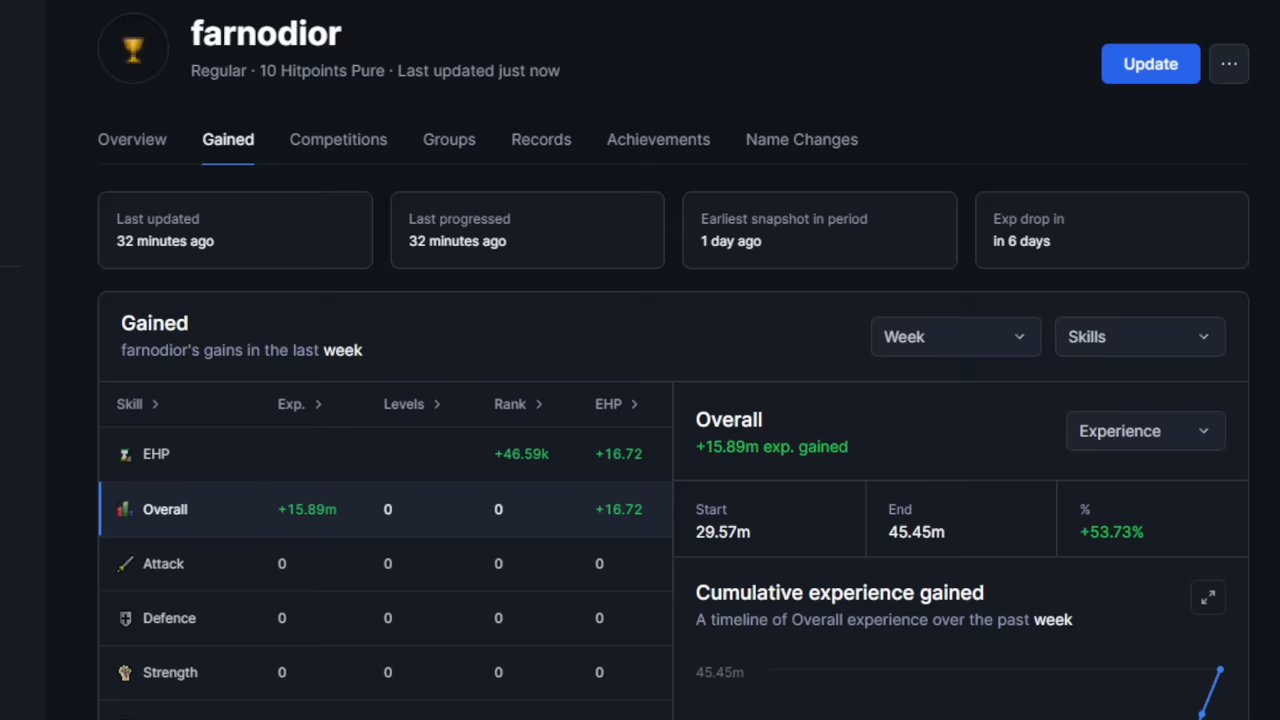 farnodior
Regular · 10 Hitpoints Pure · Last updated just now
Update
Overview Gained Competitions Groups Records Achievements Name Changes
Last updated
32 minutes ago
Last progressed
32 minutes ago
Earliest snapshot in period
1 day ago
Exp drop in
in 6 days
Gained
farnodior's gains in the last week
Week
Skills
Skill Exp. Levels Rank EHP
EHP +46.59k +16.72
Overall +15.89m 0 0 +16.72
Attack 0 0 0 0
Defence 0 0 0 0
Strength 0 0 0 0
Overall
+15.89m exp. gained
Experience
Start
29.57m
End
45.45m
%
+53.73%
Cumulative experience gained
A timeline of Overall experience over the past week
45.45m